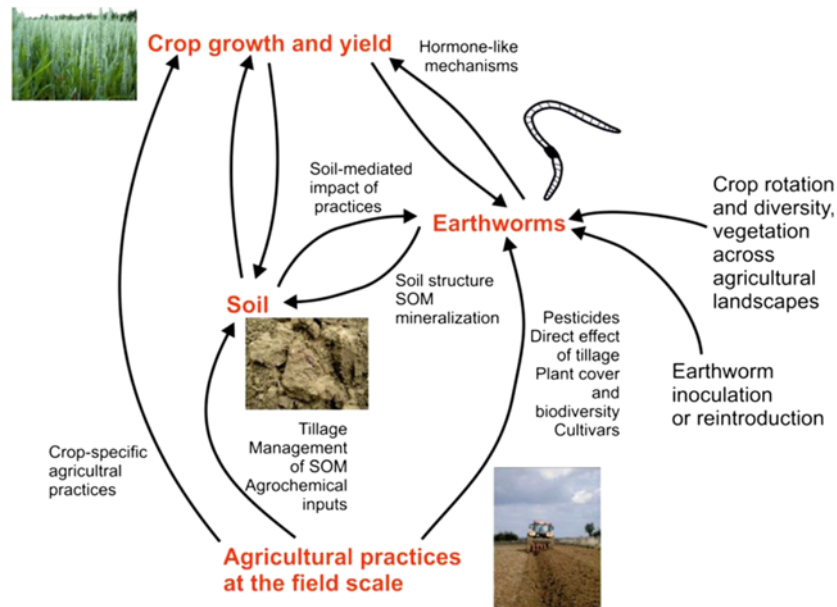 Crop growth and yield
Hormone-like
mechanisms
Soil-mediated
impact of
practices
Earthworms
Crop rotation
and diversity,
vegetation
across
agricultural
landscapes
Soil
Soil structure
SOM
mineralization
Pesticides
Direct effect
of tillage
Plant cover
and
biodiversity
Cultivars
Earthworm
inoculation
or reintroduction
Crop-specific
agricultral
practices
Tillage
Management
of SOM
Agrochemical
inputs
Agricultural practices
at the field scale